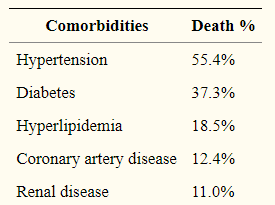 Comorbidities Death %
Hypertension 55.4%
Diabetes 37.3%
Hyperlipidemia 18.5%
Coronary artery disease 12.4%
Renal disease 11.0%